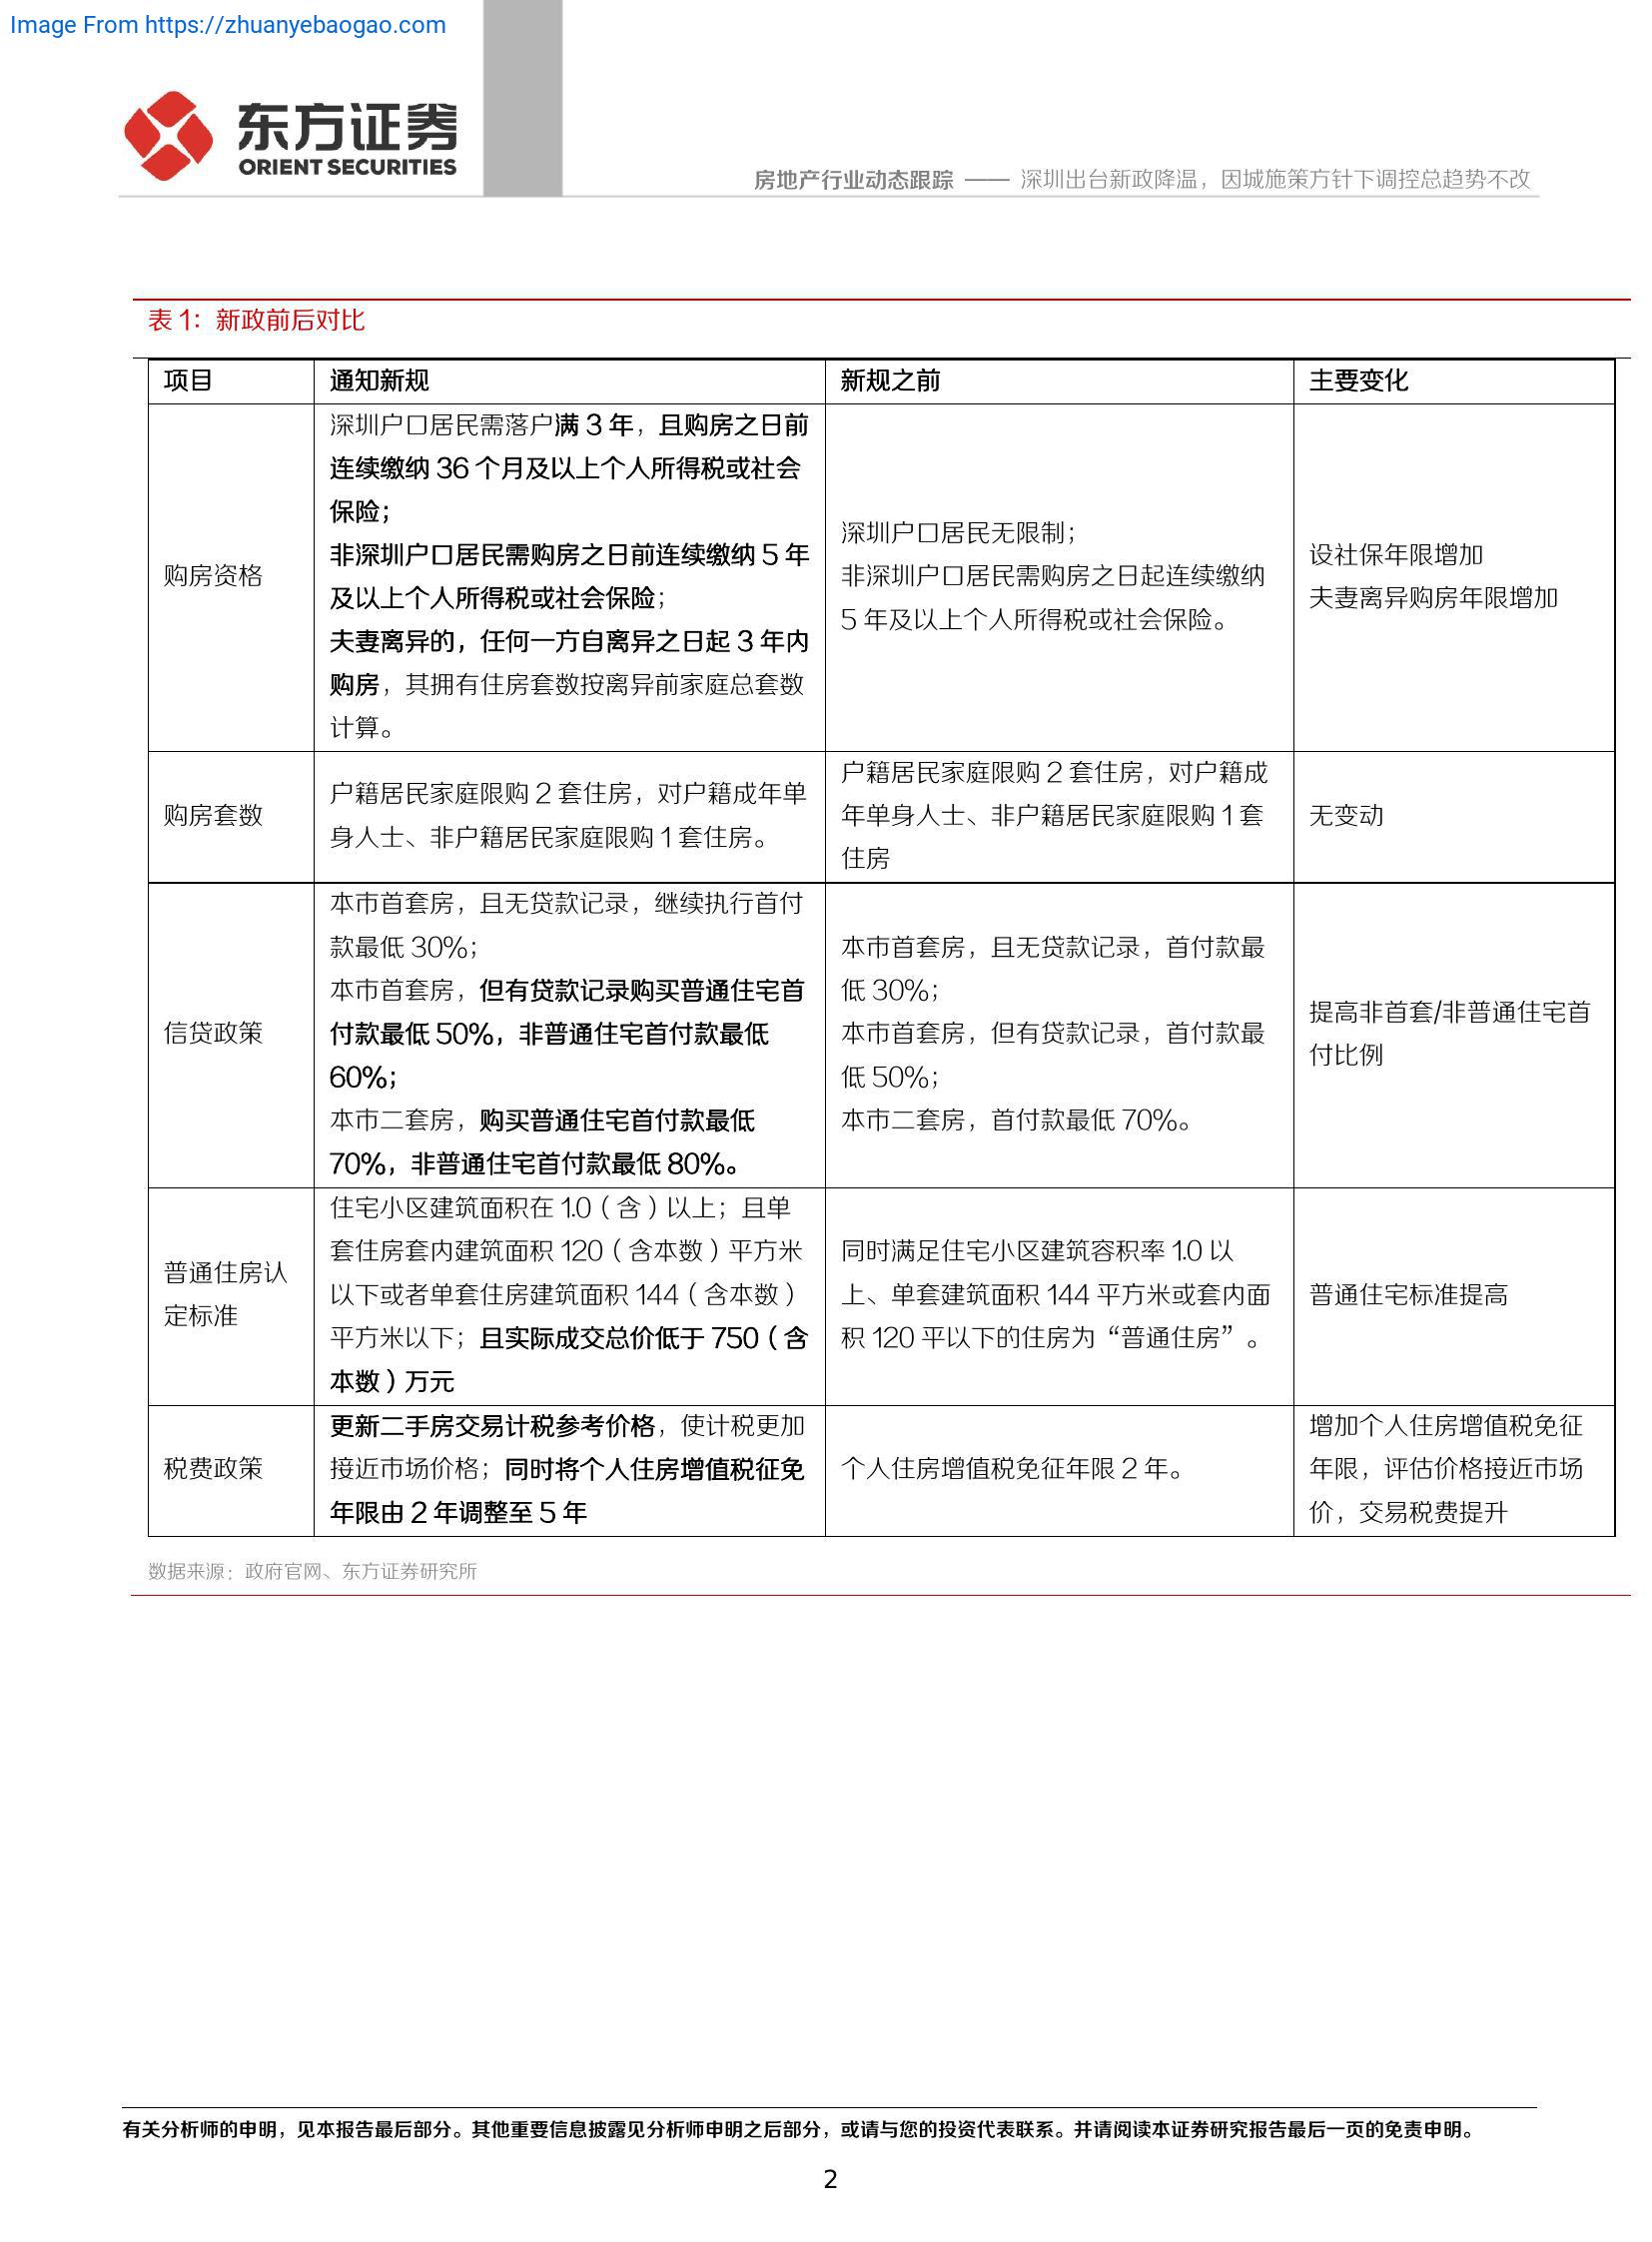 Image From https://zhuanyebaogao.com
东方证券
ORIENT SECURITIES
房地产行业动态跟踪 —— 深圳出台新政降温，因城施策方针下调控总趋势不改
表 1：新政前后对比
项目
通知新规
新规之前
主要变化
购房资格
深圳户口居民需落户满 3 年，且购房之日前
连续缴纳 36 个月及以上个人所得税或社会
保险；
非深圳户口居民需购房之日前连续缴纳 5 年
及以上个人所得税或社会保险；
夫妻离异的，任何一方自离异之日起 3 年内
购房，其拥有住房套数按离异前家庭总套数
计算。
深圳户口居民无限制；
非深圳户口居民需购房之日起连续缴纳
5 年及以上个人所得税或社会保险。
设社保年限增加
夫妻离异购房年限增加
购房套数
户籍居民家庭限购 2 套住房，对户籍成年单
身人士、非户籍居民家庭限购 1 套住房。
户籍居民家庭限购 2 套住房，对户籍成
年单身人士、非户籍居民家庭限购 1 套
住房
无变动
信贷政策
本市首套房，且无贷款记录，继续执行首付
款最低 30%；
本市首套房，但有贷款记录购买普通住宅首
付款最低 50%，非普通住宅首付款最低
60%；
本市二套房，购买普通住宅首付款最低
70%，非普通住宅首付款最低 80%。
本市首套房，且无贷款记录，首付款最
低 30%；
本市首套房，但有贷款记录，首付款最
低 50%；
本市二套房，首付款最低 70%。
提高非首套/非普通住宅首
付比例
普通住房认
定标准
住宅小区建筑面积在 1.0（含）以上；且单
套住房套内建筑面积 120（含本数）平方米
以下或者单套住房建筑面积 144（含本数）
平方米以下；且实际成交总价低于 750（含
本数）万元
同时满足住宅小区建筑容积率 1.0 以
上、单套建筑面积 144 平方米或套内面
积 120 平以下的住房为“普通住房”。
普通住宅标准提高
税费政策
更新二手房交易计税参考价格，使计税更加
接近市场价格；同时将个人住房增值税征免
年限由 2 年调整至 5 年
个人住房增值税免征年限 2 年。
增加个人住房增值税免征
年限，评估价格接近市场
价，交易税费提升
数据来源：政府官网、东方证券研究所
有关分析师的申明，见本报告最后部分。其他重要信息披露见分析师申明之后部分，或请与您的投资代表联系。并请阅读本证券研究报告最后一页的免责申明。
2